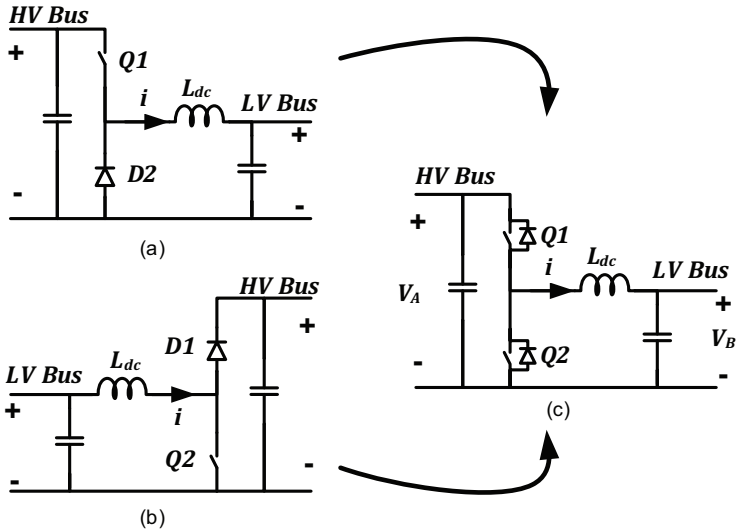 HV Bus
+
Q1
i
Ldc
LV Bus
+
D2
-
-
(a)
HV Bus
+
D1
Ldc
LV Bus
+
i
Q2
-
-
(b)
HV Bus
+
Q1
Ldc
i
LV Bus
VA
+
VB
Q2
-
-
(c)